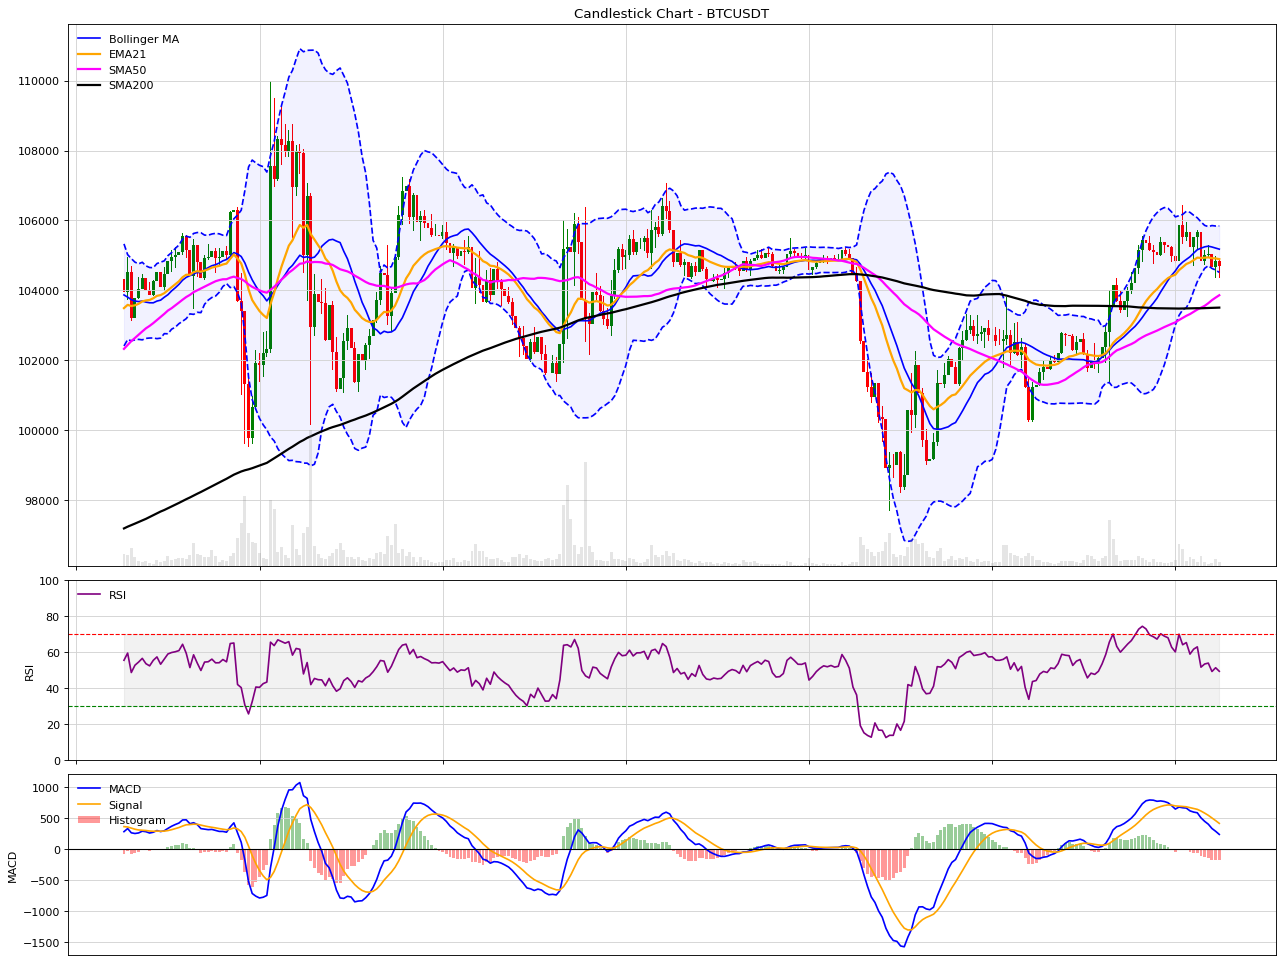 Candlestick Chart - BTCUSDT
Bollinger MA
EMA21
SMA50
SMA200
110000
108000
106000
104000
102000
100000
98000
RSI
RSI
100
80
60
40
20
0
MACD
Signal
Histogram
MACD
1000
500
0
−500
−1000
−1500